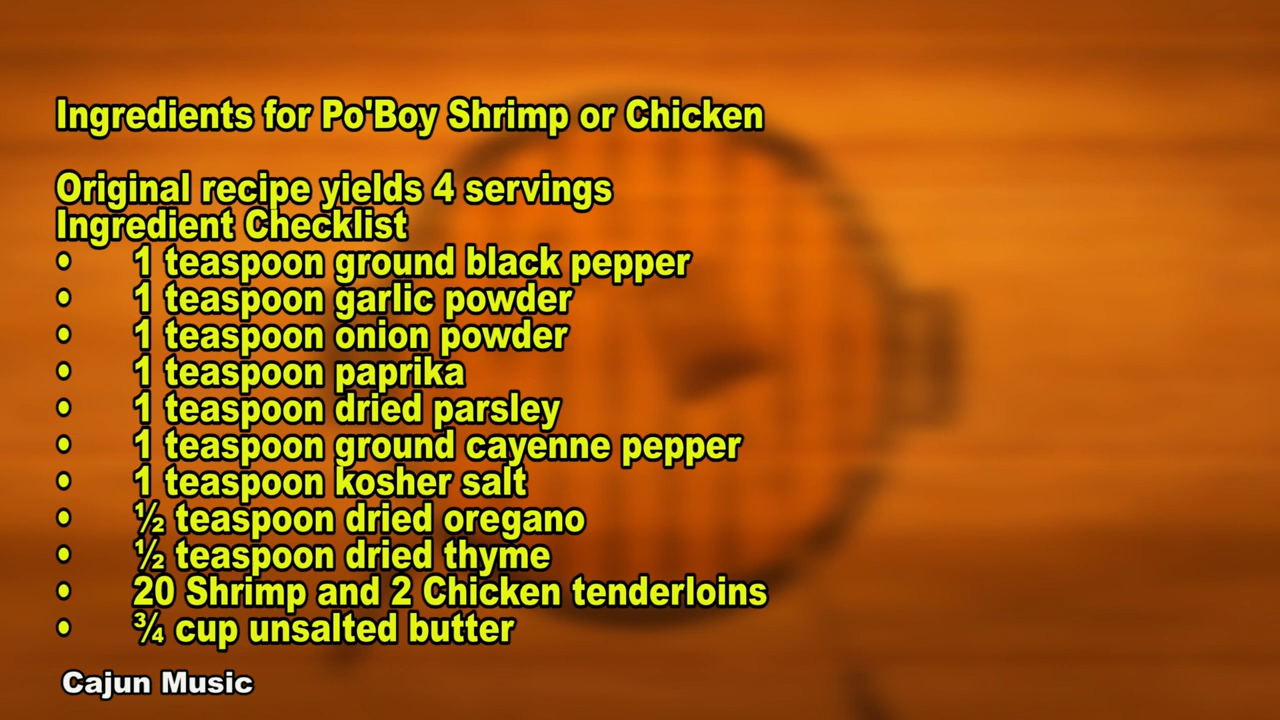 Ingredients for Po'Boy Shrimp or Chicken
Original recipe yields 4 servings
Ingredient Checklist
• 1 teaspoon ground black pepper
• 1 teaspoon garlic powder
• 1 teaspoon onion powder
• 1 teaspoon paprika
• 1 teaspoon dried parsley
• 1 teaspoon ground cayenne pepper
• 1 teaspoon kosher salt
• ½ teaspoon dried oregano
• ½ teaspoon dried thyme
• 20 Shrimp and 2 Chicken tenderloins
• ¾ cup unsalted butter
Cajun Music